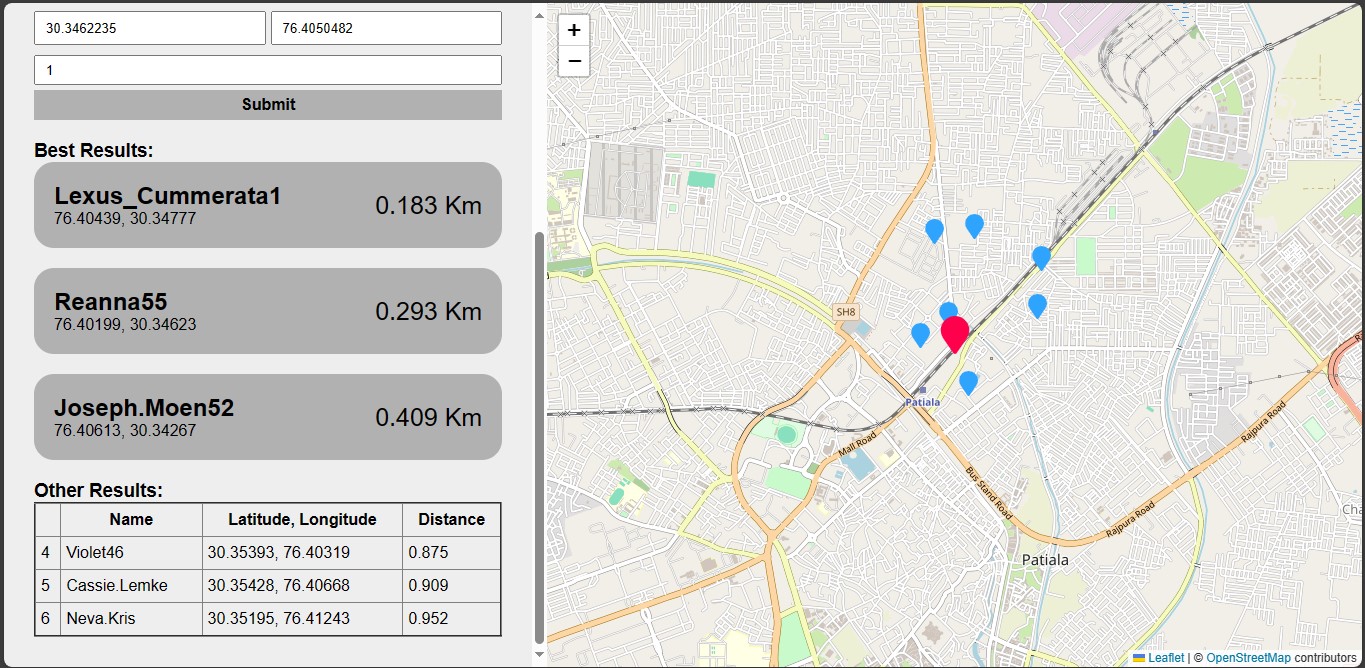 30.3462235
76.4050482
1
Submit
Best Results:
Lexus_Cummerata1
76.40439, 30.34777
0.183 Km
Reanna55
76.40199, 30.34623
0.293 Km
Joseph.Moen52
76.40613, 30.34267
0.409 Km
Other Results:
Name Latitude, Longitude Distance
4 Violet46 30.35393, 76.40319 0.875
5 Cassie.Lemke 30.35428, 76.40668 0.909
6 Neva.Kris 30.35195, 76.41243 0.952
+
−
SH8
Patiala
Mall Road
Bus Stand Road
Rajpura Road
Rajpura Road
Patiala
Cha
R
Leaflet | © OpenStreetMap contributors